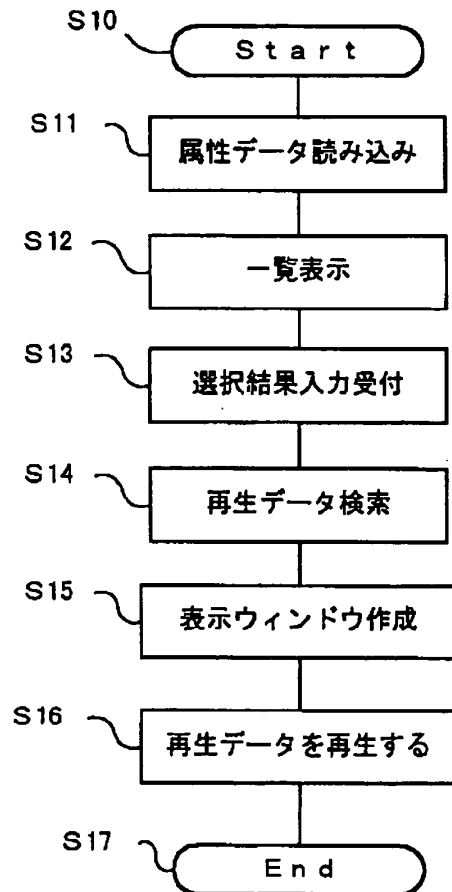 S10
Start
S11
属性データ読み込み
S12
一覧表示
S13
選択結果入力受付
S14
再生データ検索
S15
表示ウィンドウ作成
S16
再生データを再生する
S17
End